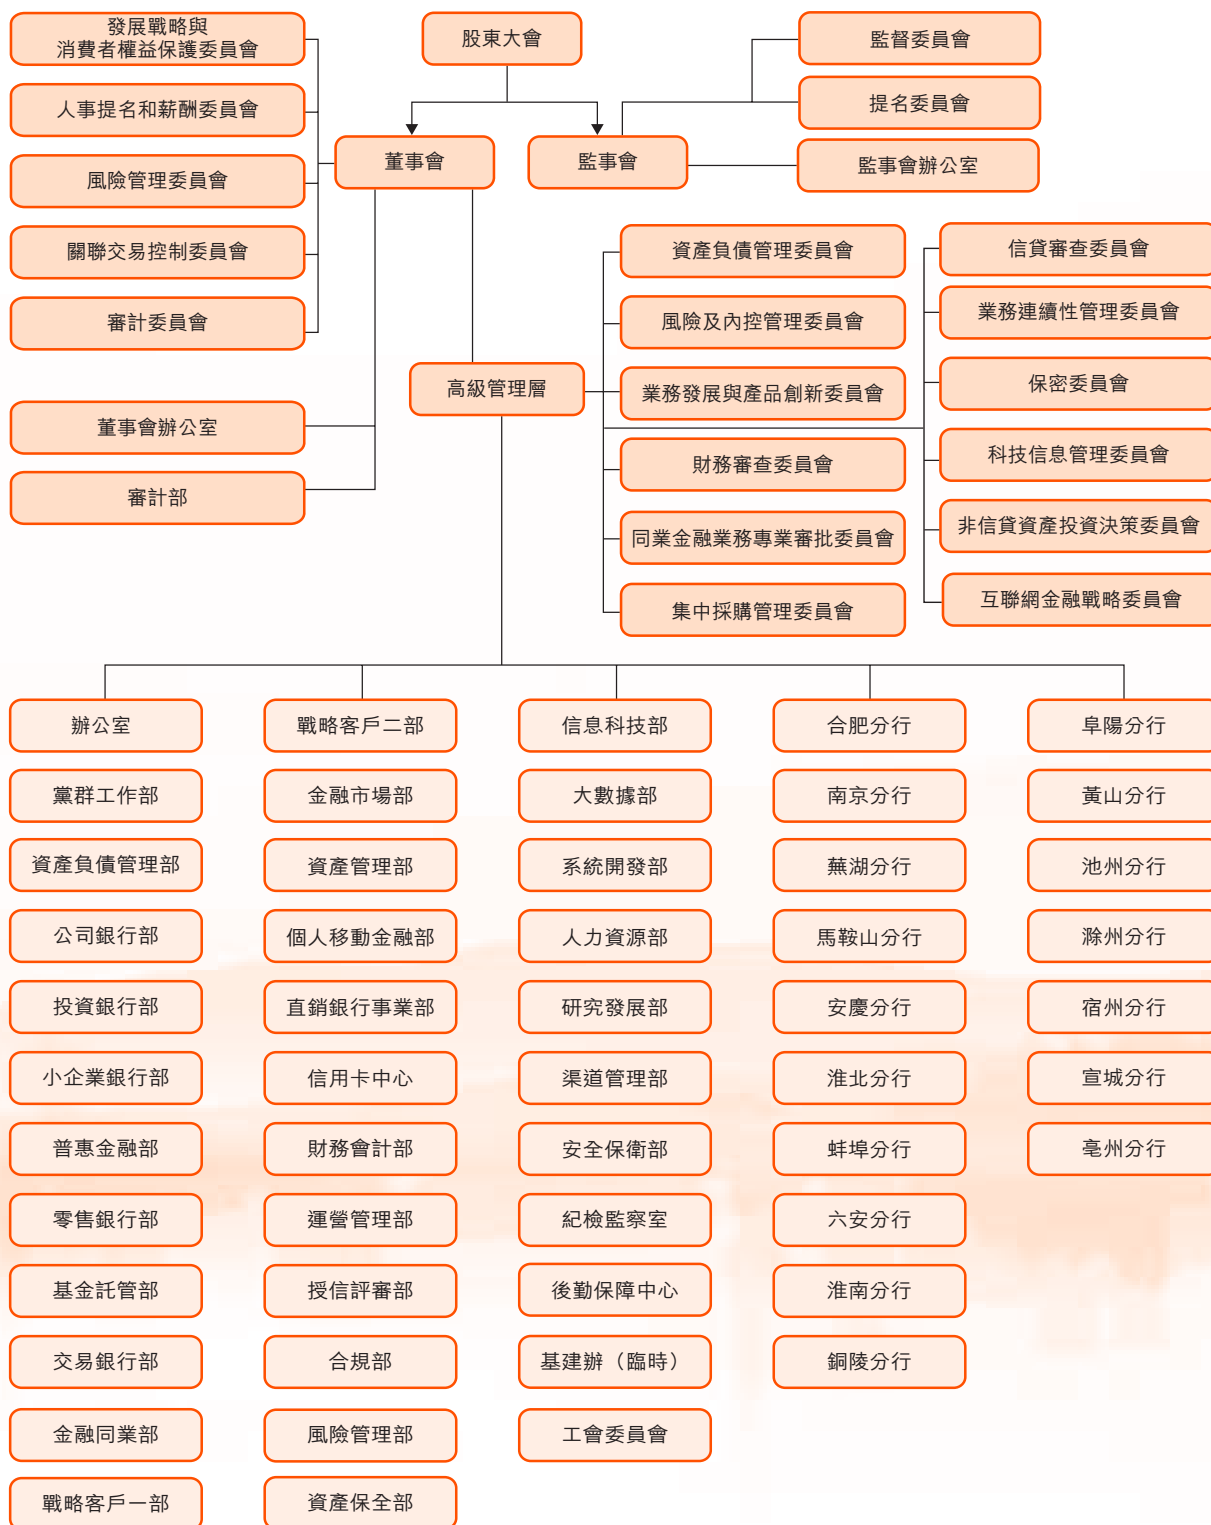 發展戰略與
消費者權益保護委員會
人事提名和薪酬委員會
風險管理委員會
關聯交易控制委員會
審計委員會
董事會辦公室
審計部
股東大會
董事會
監事會
監督委員會
提名委員會
監事會辦公室
高級管理層
資產負債管理委員會
風險及內控管理委員會
業務發展與產品創新委員會
財務審查委員會
同業金融業務專業審批委員會
集中採購管理委員會
信貸審查委員會
業務連續性管理委員會
保密委員會
科技信息管理委員會
非信貸資產投資決策委員會
互聯網金融戰略委員會
辦公室
黨群工作部
資產負債管理部
公司銀行部
投資銀行部
小企業銀行部
普惠金融部
零售銀行部
基金託管部
交易銀行部
金融同業部
戰略客戶一部
戰略客戶二部
金融市場部
資產管理部
個人移動金融部
直銷銀行事業部
信用卡中心
財務會計部
運營管理部
授信評審部
合規部
風險管理部
資產保全部
信息科技部
大數據部
系統開發部
人力資源部
研究發展部
渠道管理部
安全保衛部
紀檢監察室
後勤保障中心
基建辦（臨時）
工會委員會
合肥分行
南京分行
蕪湖分行
馬鞍山分行
安慶分行
淮北分行
蚌埠分行
六安分行
淮南分行
銅陵分行
阜陽分行
黃山分行
池州分行
滁州分行
宿州分行
宣城分行
亳州分行